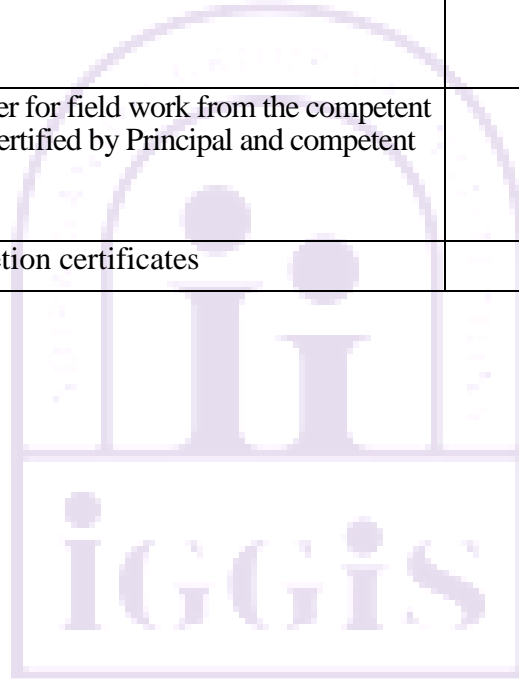 er for field work from the competent
ertified by Principal and competent
tion certificates
iGGiS